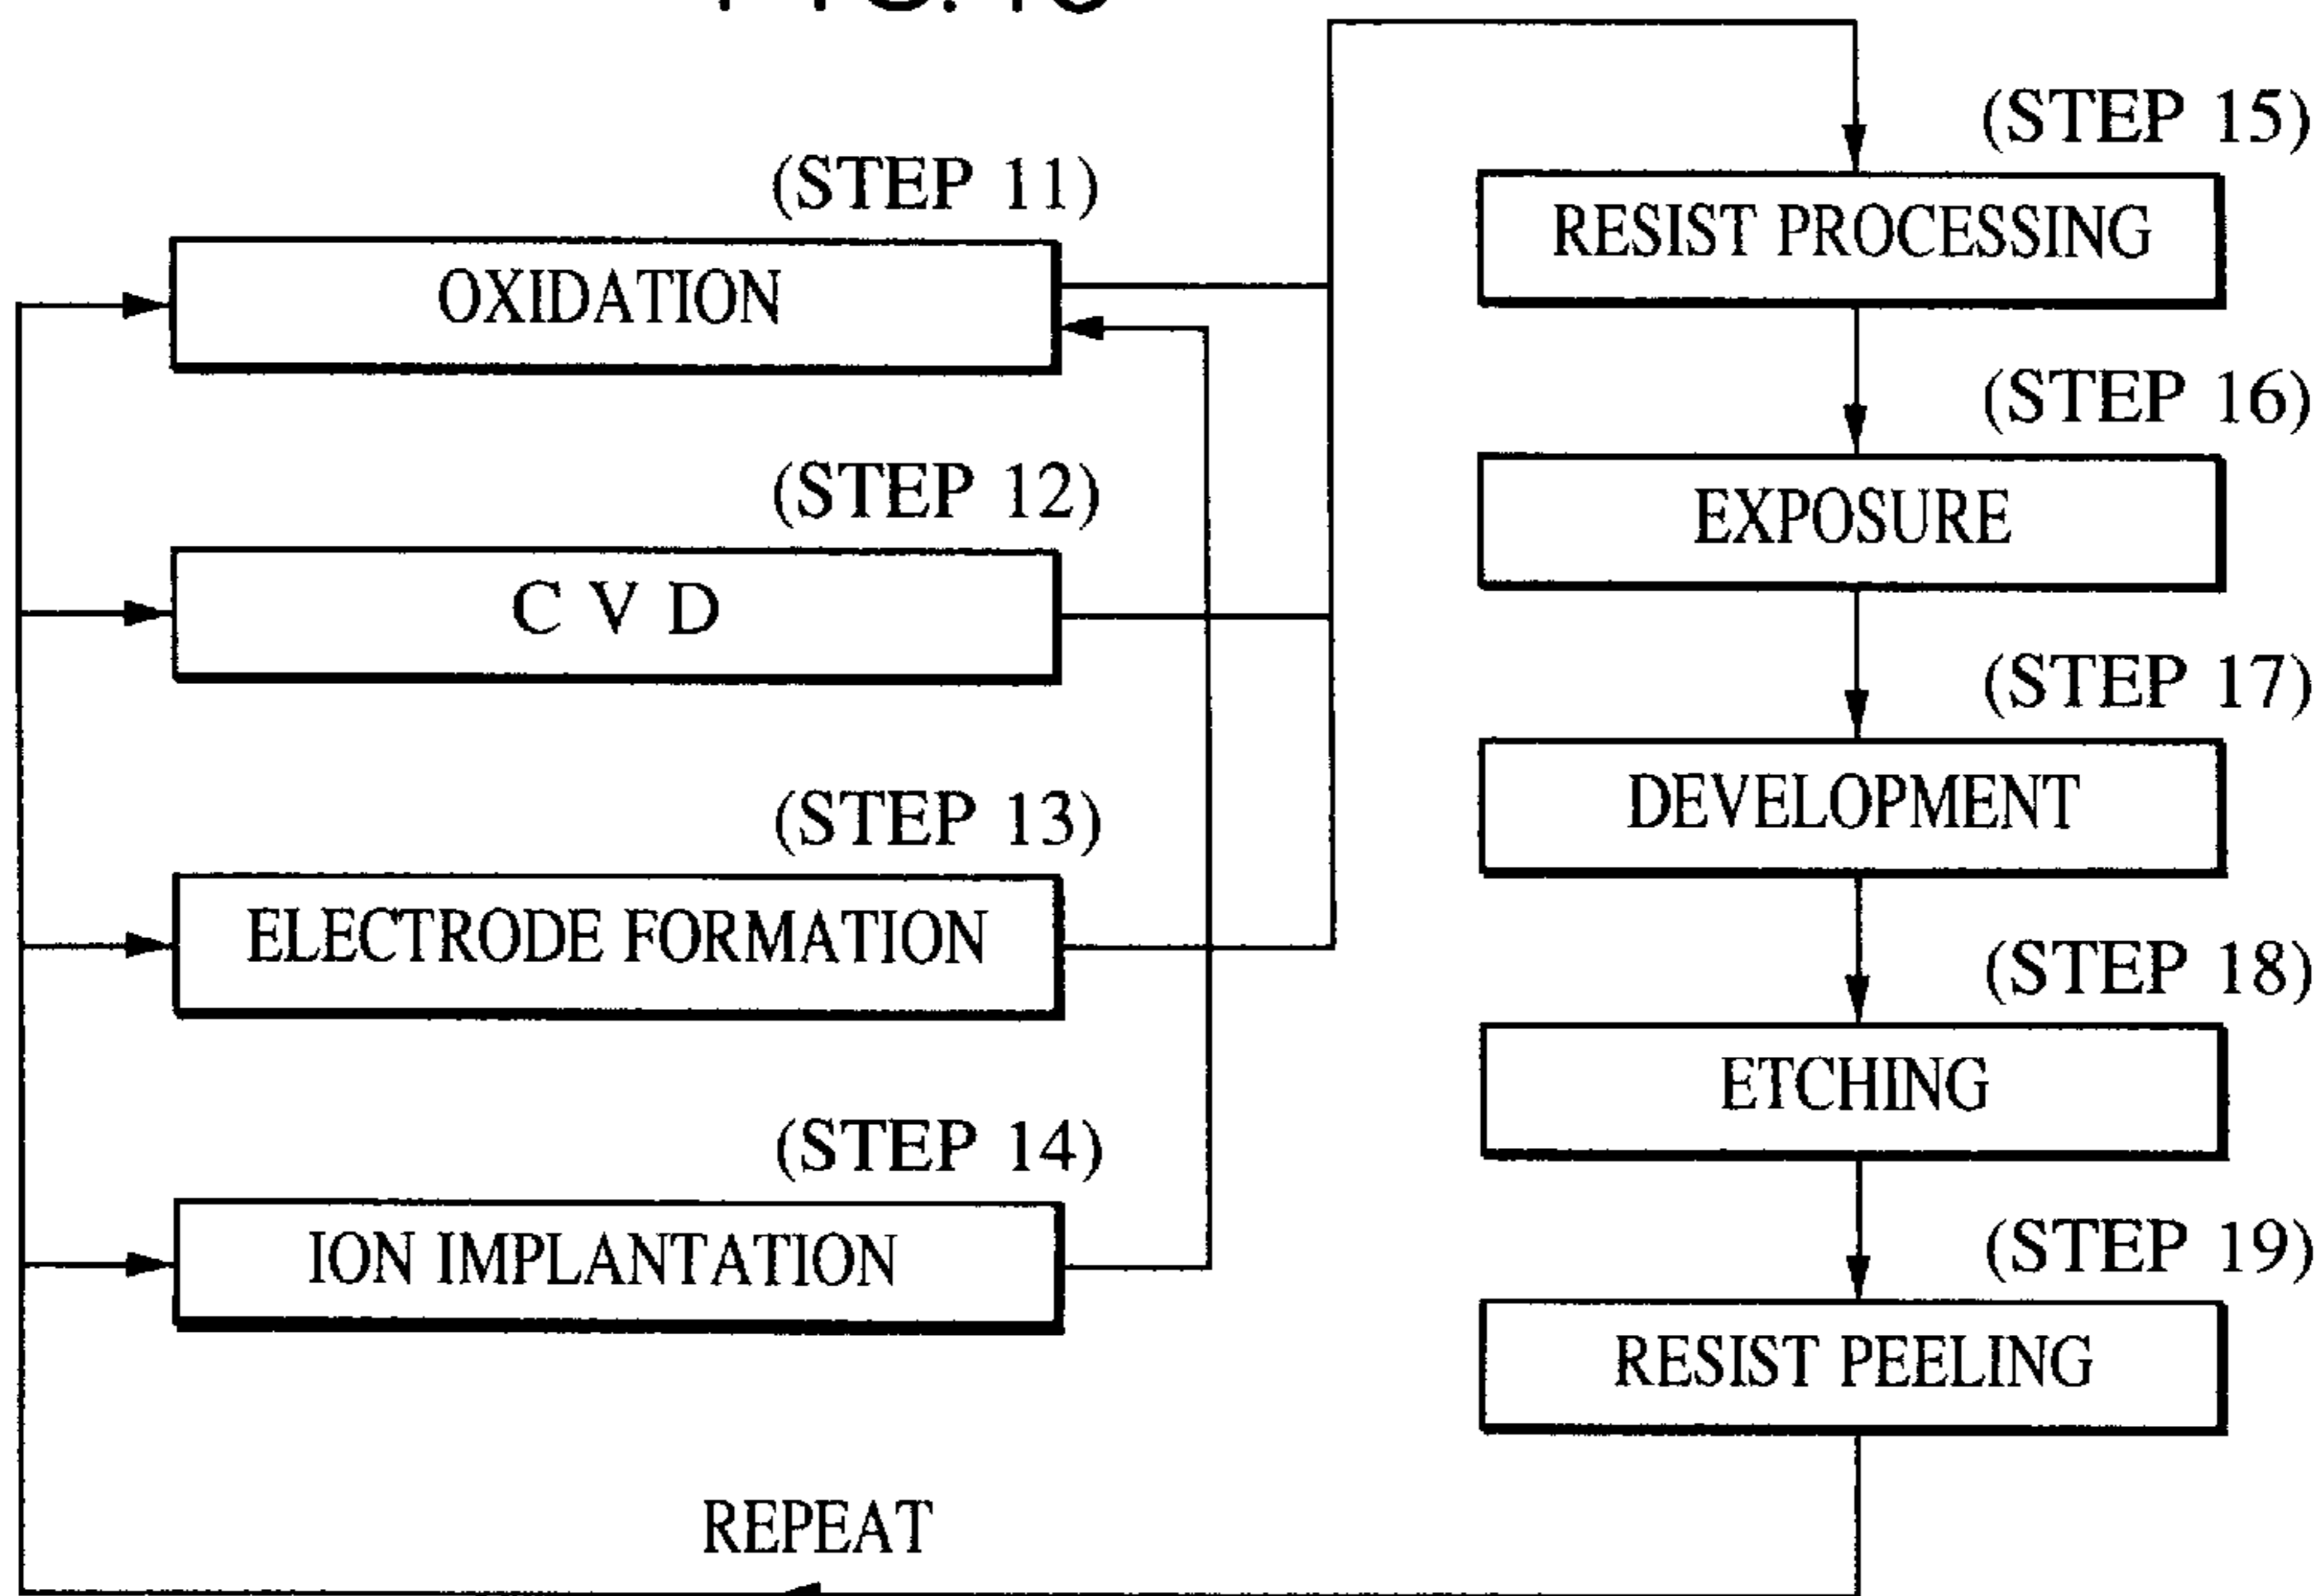 (STEP 11)
OXIDATION
(STEP 12)
C V D
(STEP 13)
ELECTRODE FORMATION
(STEP 14)
ION IMPLANTATION
(STEP 15)
RESIST PROCESSING
(STEP 16)
EXPOSURE
(STEP 17)
DEVELOPMENT
(STEP 18)
ETCHING
(STEP 19)
RESIST PEELING
REPEAT